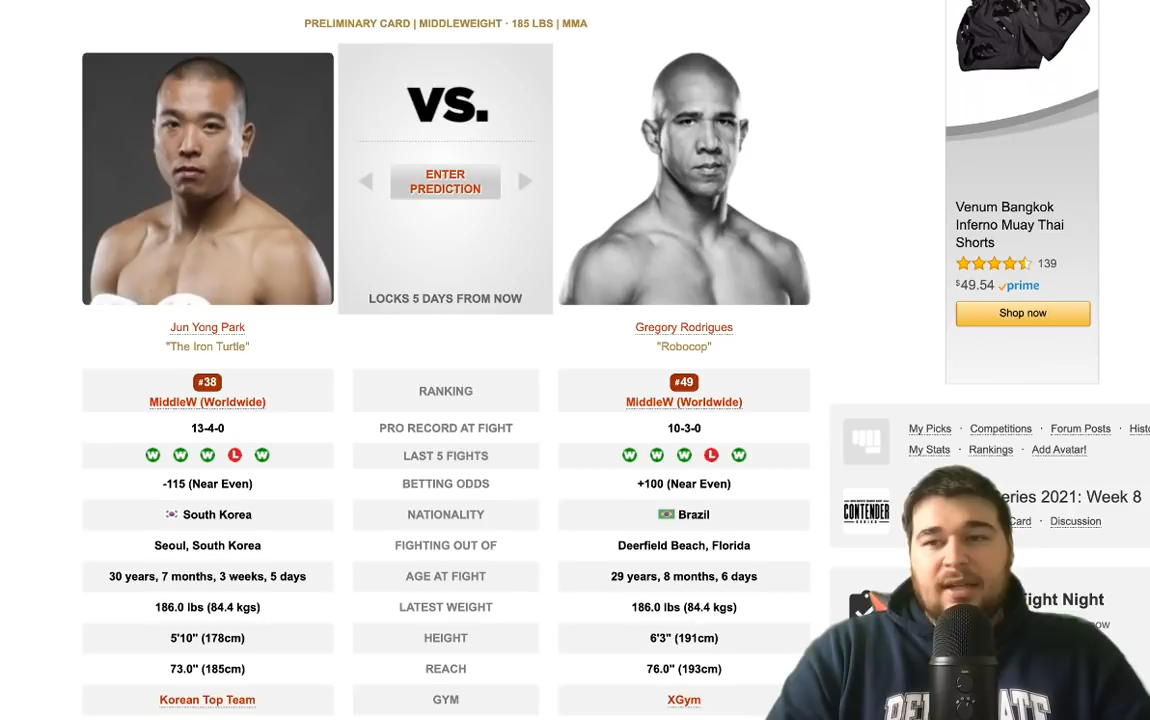 PRELIMINARY CARD | MIDDLEWEIGHT · 185 LBS | MMA
VS.
ENTER
PREDICTION
LOCKS 5 DAYS FROM NOW
Jun Yong Park
"The Iron Turtle"
Gregory Rodrigues
"Robocop"
#38
MiddleW (Worldwide)
RANKING
#49
MiddleW (Worldwide)
13-4-0
PRO RECORD AT FIGHT
10-3-0
W W W L W
LAST 5 FIGHTS
W W W L W
-115 (Near Even)
BETTING ODDS
+100 (Near Even)
South Korea
NATIONALITY
Brazil
Seoul, South Korea
FIGHTING OUT OF
Deerfield Beach, Florida
30 years, 7 months, 3 weeks, 5 days
AGE AT FIGHT
29 years, 8 months, 6 days
186.0 lbs (84.4 kgs)
LATEST WEIGHT
186.0 lbs (84.4 kgs)
5'10" (178cm)
HEIGHT
6'3" (191cm)
73.0" (185cm)
REACH
76.0" (193cm)
Korean Top Team
GYM
XGym
Venum Bangkok
Inferno Muay Thai
Shorts
139
$49.54 prime
Shop now
My Picks · Competitions · Forum Posts · Hist
My Stats · Rankings · Add Avatar!
CONTENDER
SERIES
eries 2021: Week 8
Card · Discussion
ight Night
ow